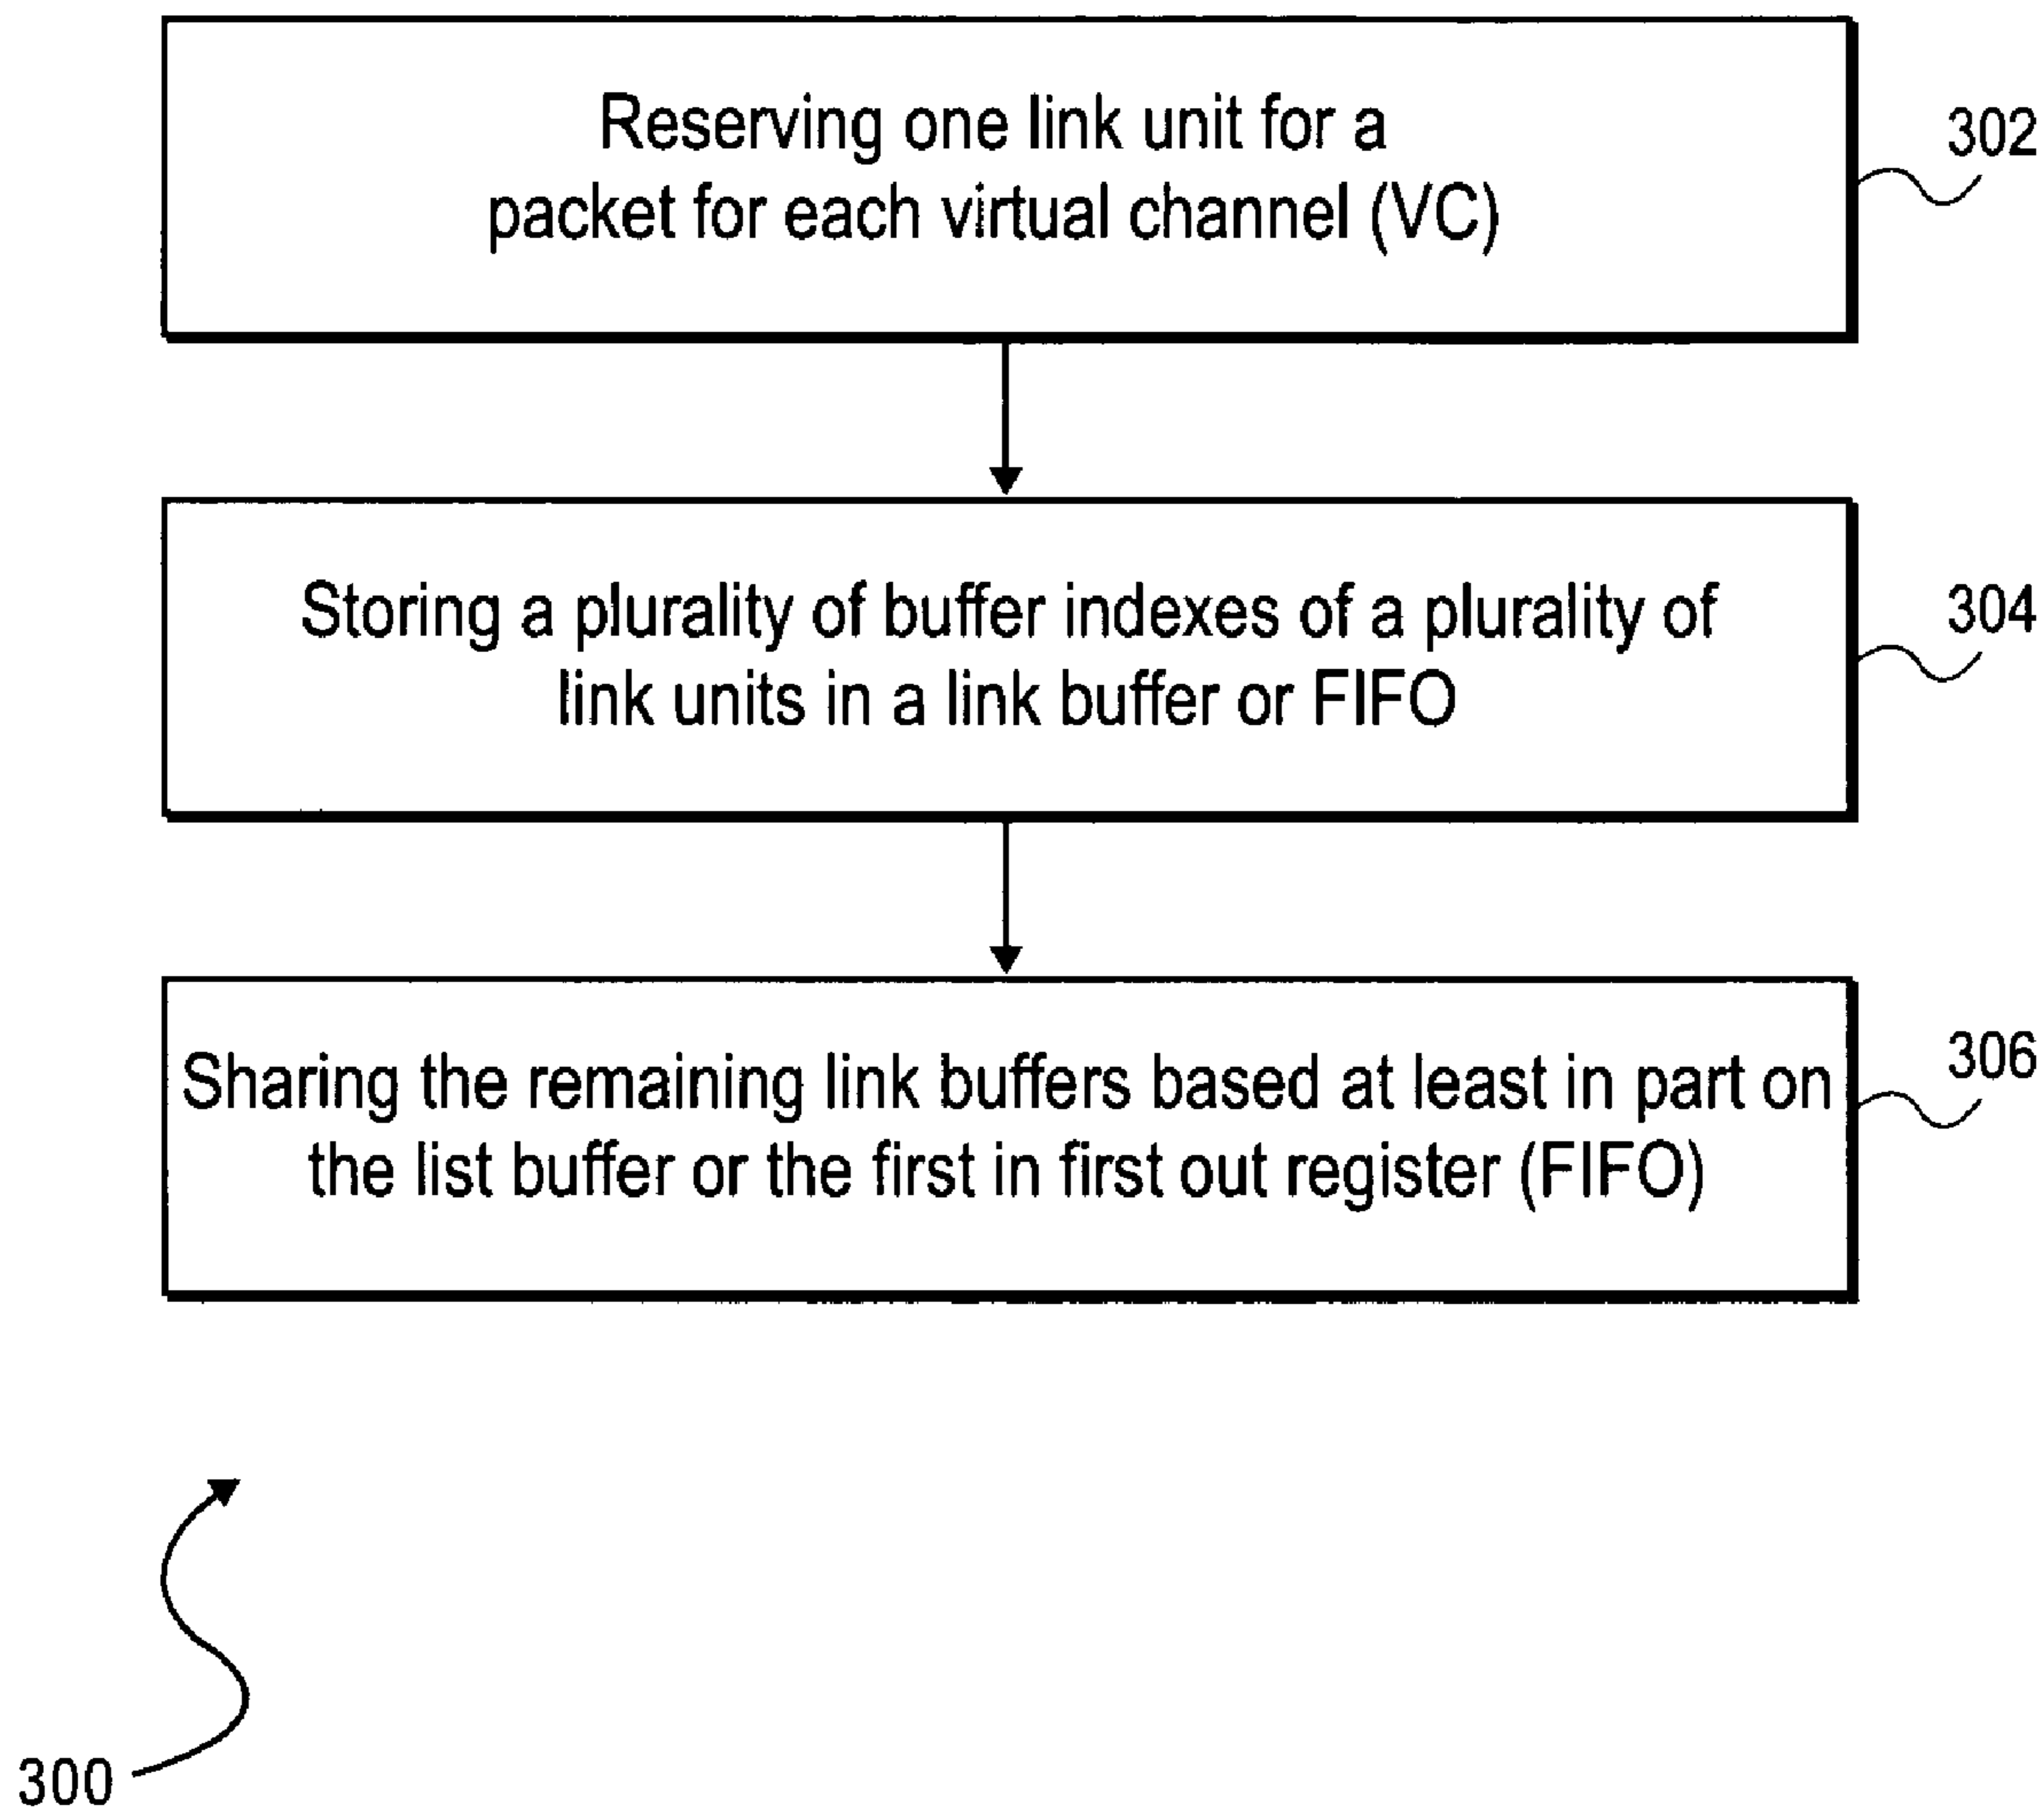 Reserving one link unit for a
packet for each virtual channel (VC)
302
Storing a plurality of buffer indexes of a plurality of
link units in a link buffer or FIFO
304
Sharing the remaining link buffers based at least in part on
the list buffer or the first in first out register (FIFO)
306
300